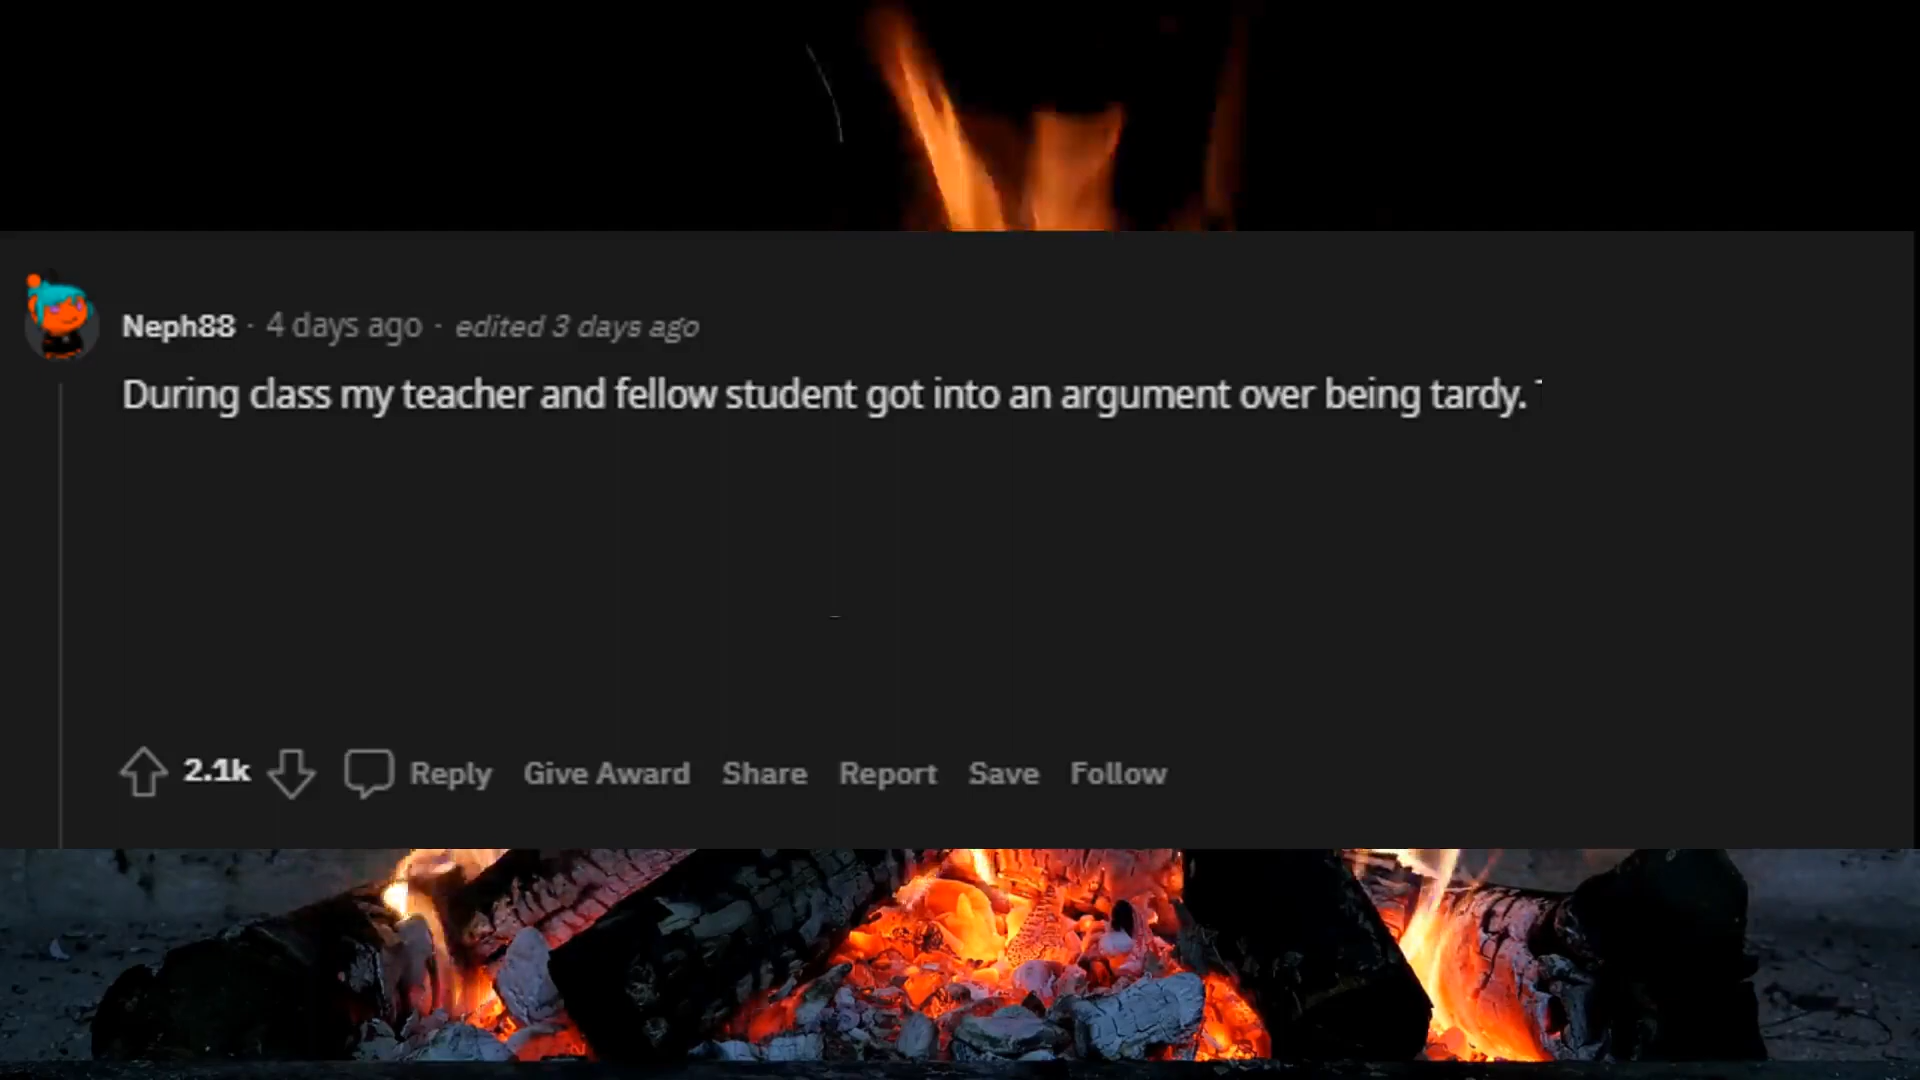 Neph88 · 4 days ago · edited 3 days ago
During class my teacher and fellow student got into an argument over being tardy.
2.1k Reply Give Award Share Report Save Follow